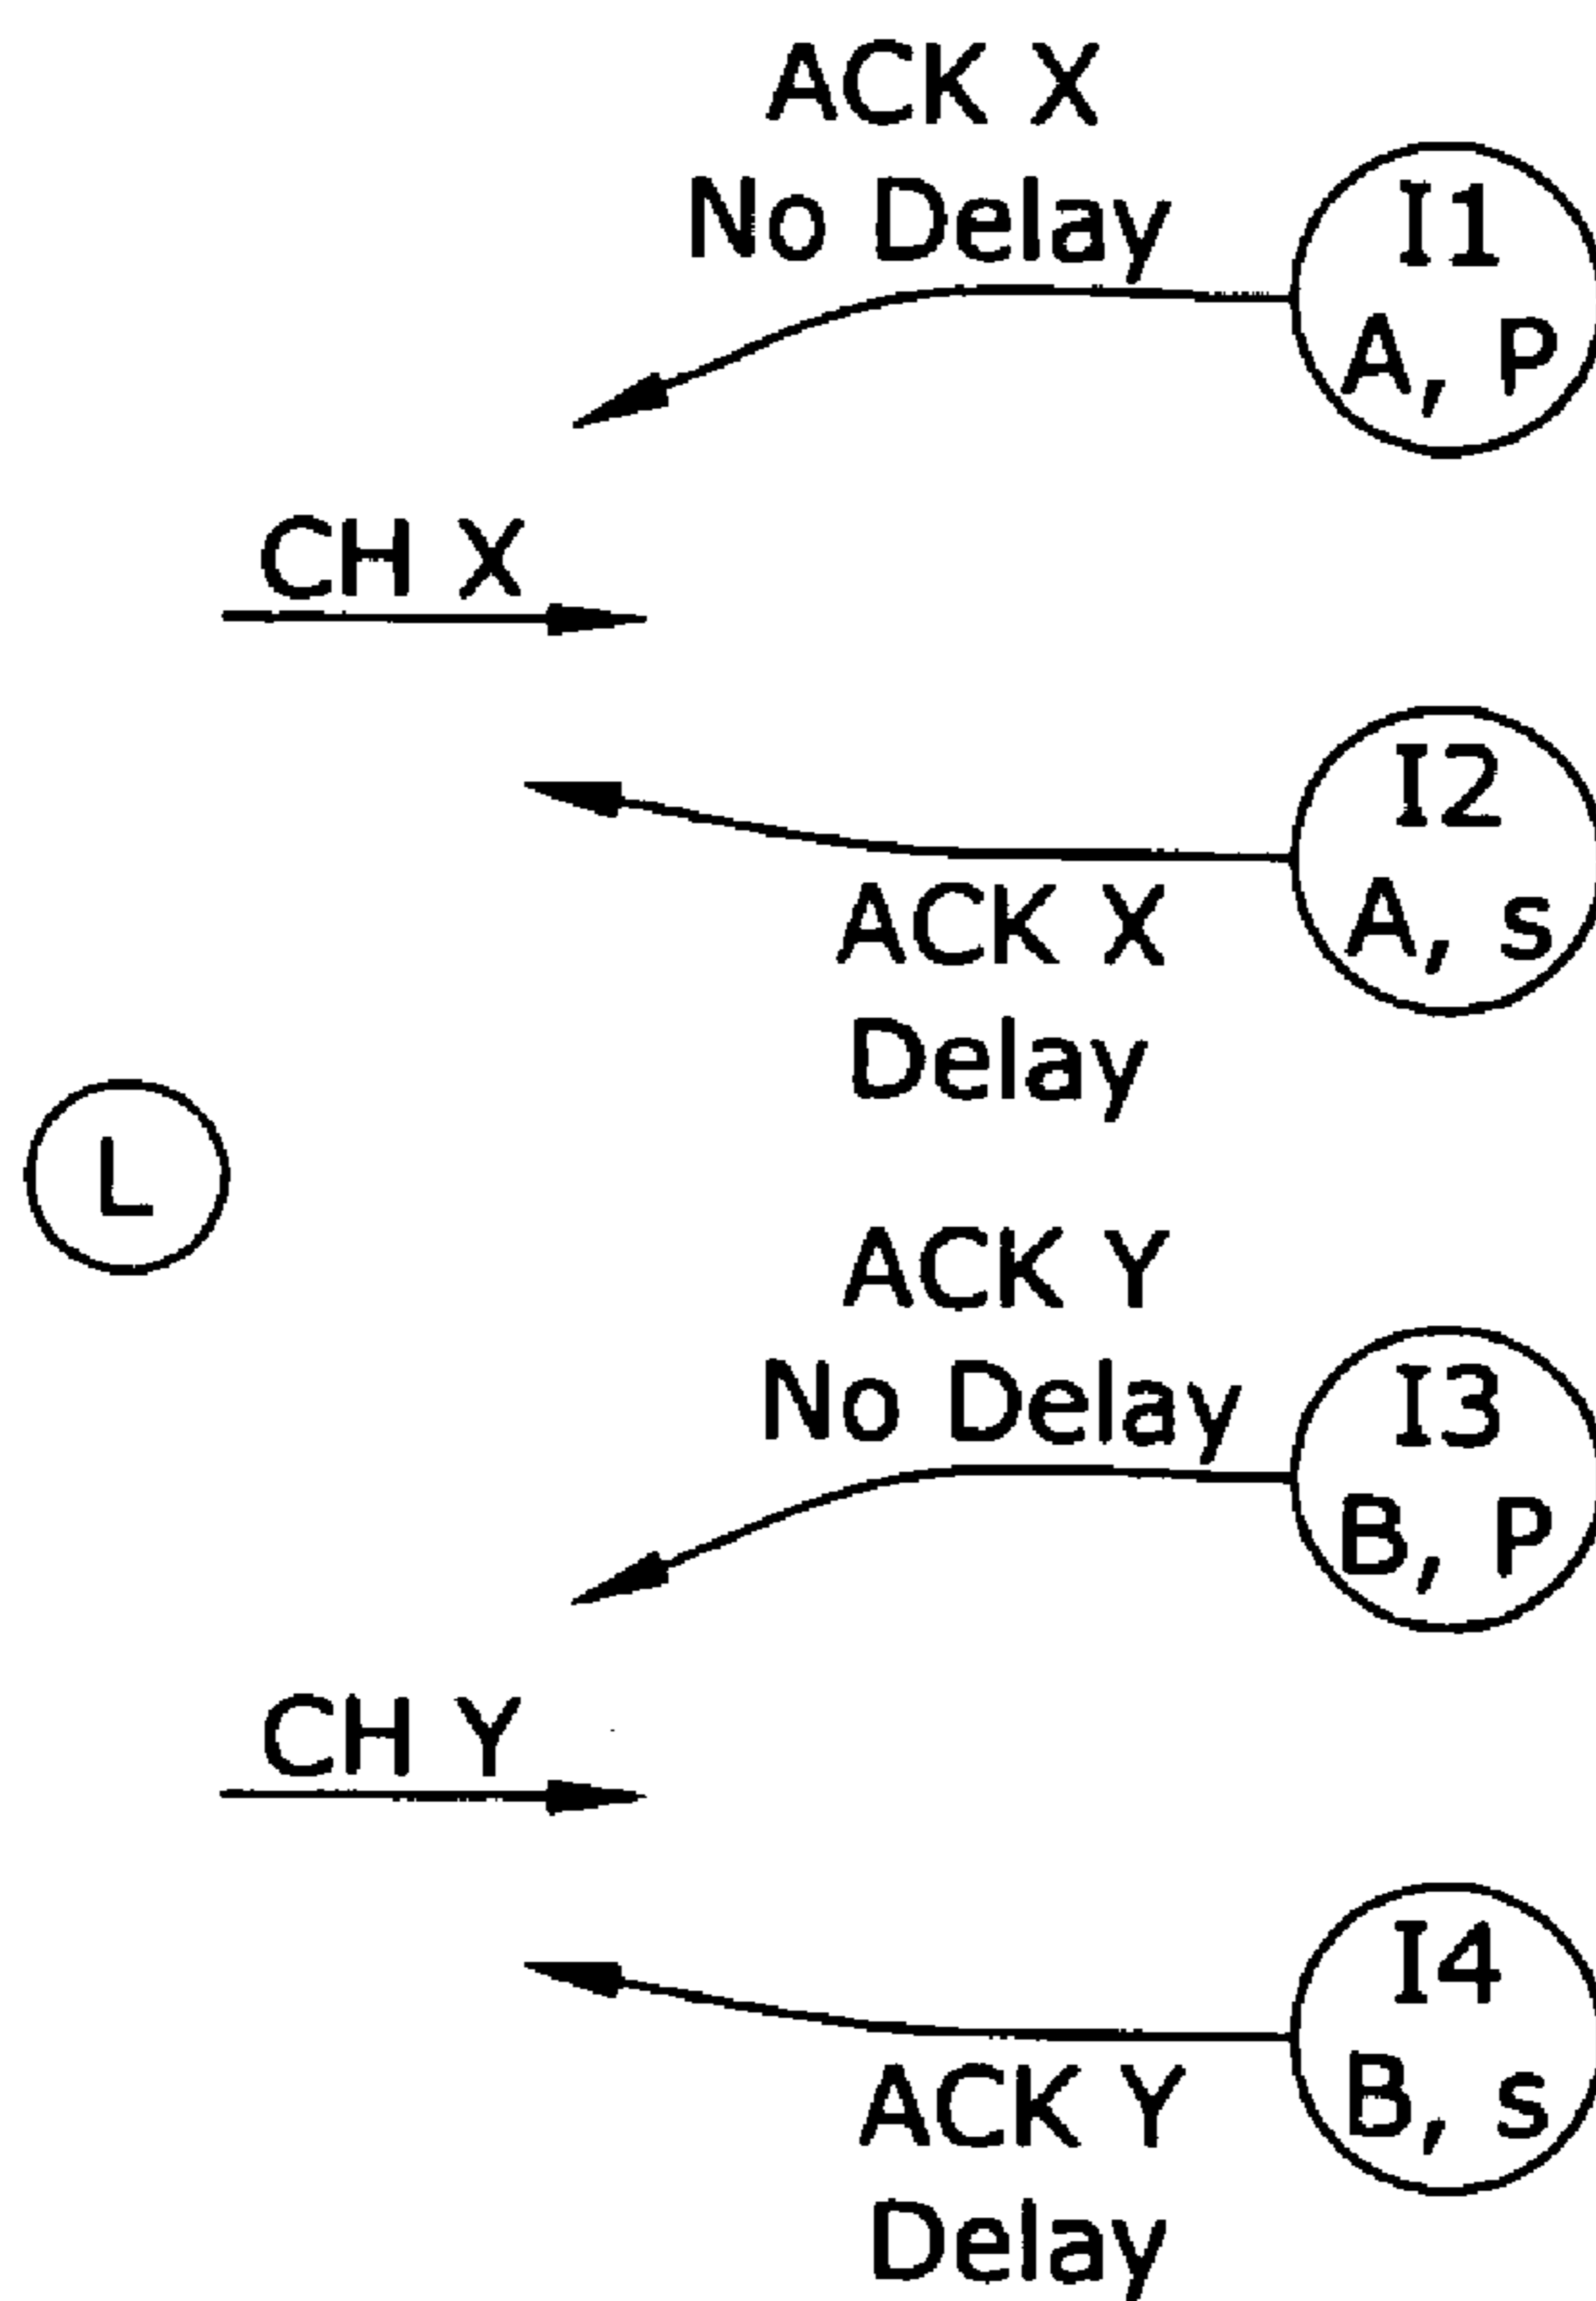 ACK X
No Delay
I1
A, P
CH X
I2
A, s
ACK X
Delay
L
ACK Y
No Delay
I3
B, P
CH Y
I4
B, s
ACK Y
Delay